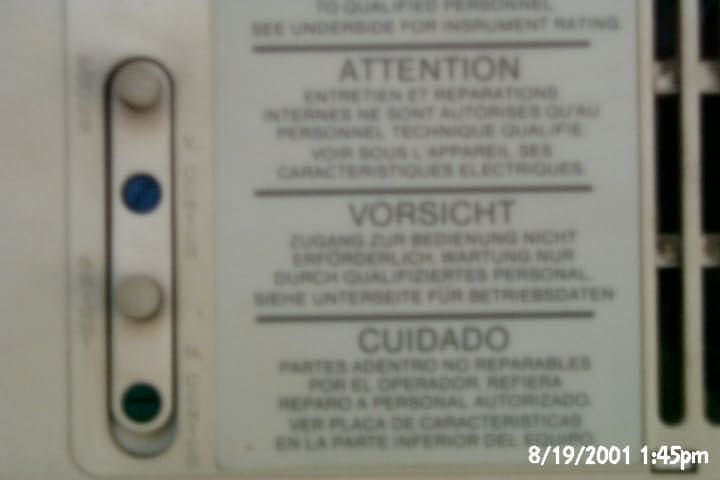 TO QUALIFIED PERSONNEL
SEE UNDERSIDE FOR INSRUMENT RATING.
ATTENTION
ENTRETIEN ET REPARATIONS
INTERNES NE SONT AUTORISES QU'AU
PERSONNEL TECHNIQUE QUALIFIE.
VOIR SOUS L'APPAREIL SES
CARACTERISTIQUES ELECTRIQUES.
VORSICHT
ZUGANG ZUR BEDIENUNG NICHT
ERFÖRDERLICH. WARTUNG NUR
DURCH QUALIFIZIERTES PERSONAL.
SIEHE UNTERSEITE FÜR BETRIEBSDATEN
CUIDADO
PARTES ADENTRO NO REPARABLES
POR EL OPERADOR. REFIERA
REPARO A PERSONAL AUTORIZADO.
VER PLACA DE CARACTERISTICAS
EN LA PARTE INFERIOR DEL
8/19/2001 1:45pm